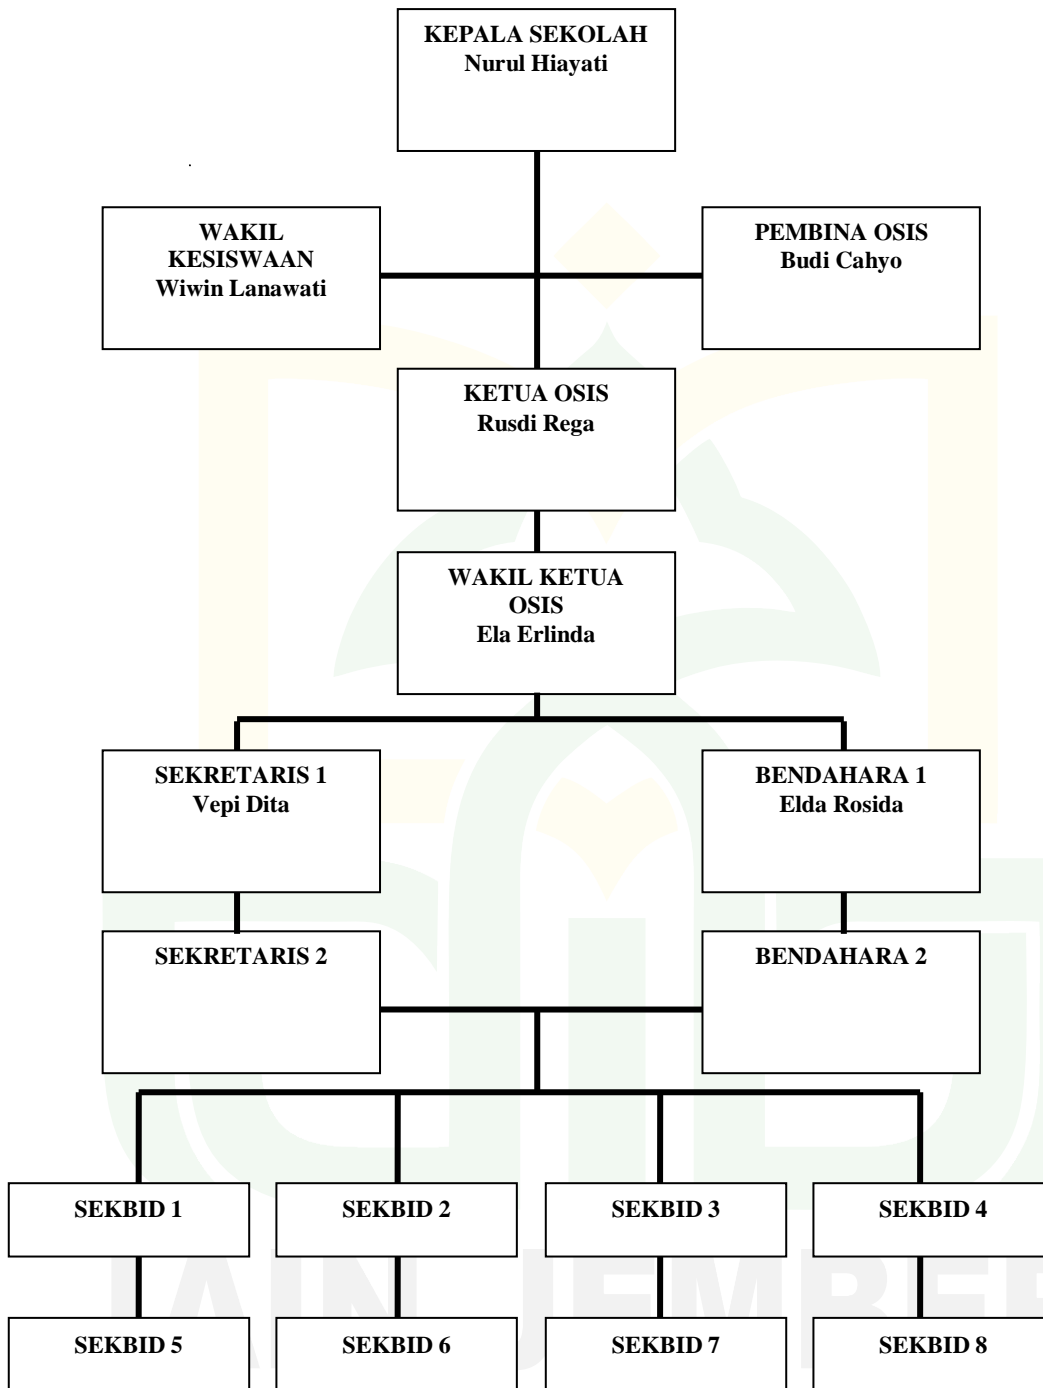 KEPALA SEKOLAH
Nurul Hiayati
WAKIL
KESISWAAN
Wiwin Lanawati
PEMBINA OSIS
Budi Cahyo
KETUA OSIS
Rusdi Rega
WAKIL KETUA
OSIS
Ela Erlinda
SEKRETARIS 1
Vepi Dita
BENDAHARA 1
Elda Rosida
SEKRETARIS 2
BENDAHARA 2
SEKBID 1
SEKBID 2
SEKBID 3
SEKBID 4
IAIN JEMBER
SEKBID 5
SEKBID 6
SEKBID 7
SEKBID 8